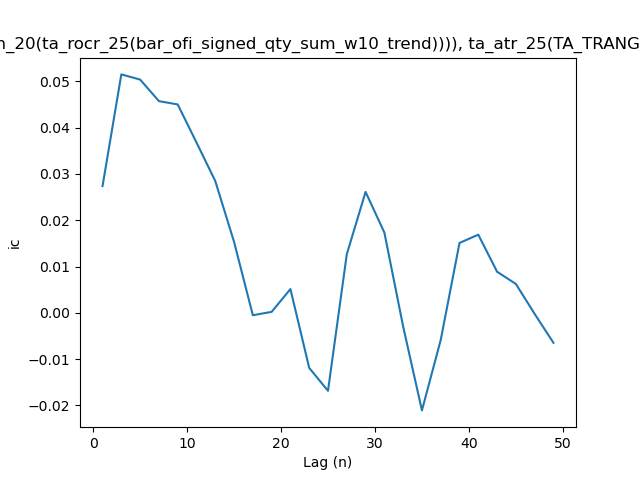 n_20(ta_rocr_25(bar_ofi_signed_qty_sum_w10_trend)))), ta_atr_25(TA_TRANG
0.05
0.04
0.03
0.02
0.01
0.00
−0.01
−0.02
ic
0 10 20 30 40 50
Lag (n)